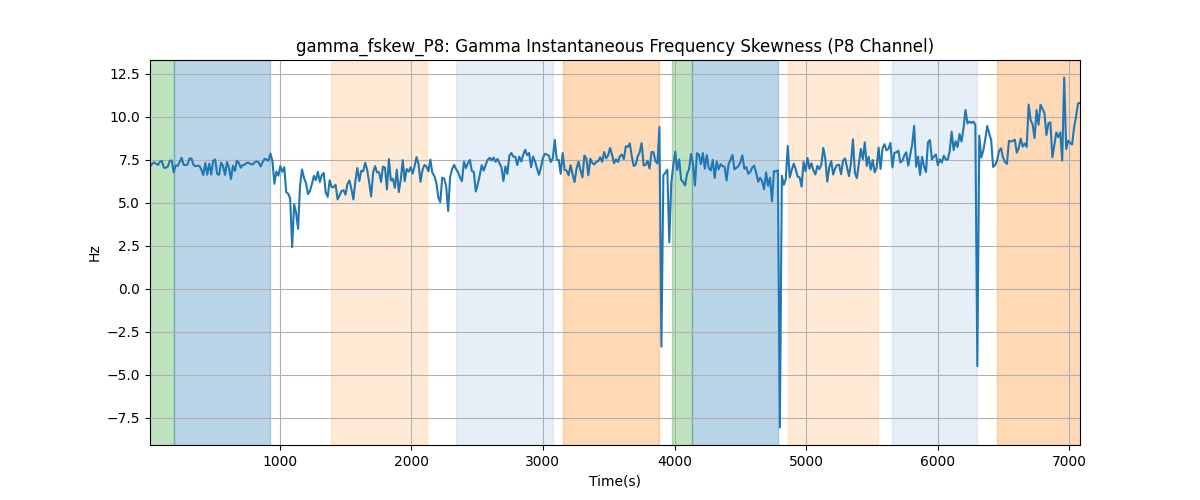 gamma_fskew_P8: Gamma Instantaneous Frequency Skewness (P8 Channel)
12.5
10.0
7.5
5.0
2.5
0.0
−2.5
−5.0
−7.5
Hz
1000 2000 3000 4000 5000 6000 7000
Time(s)